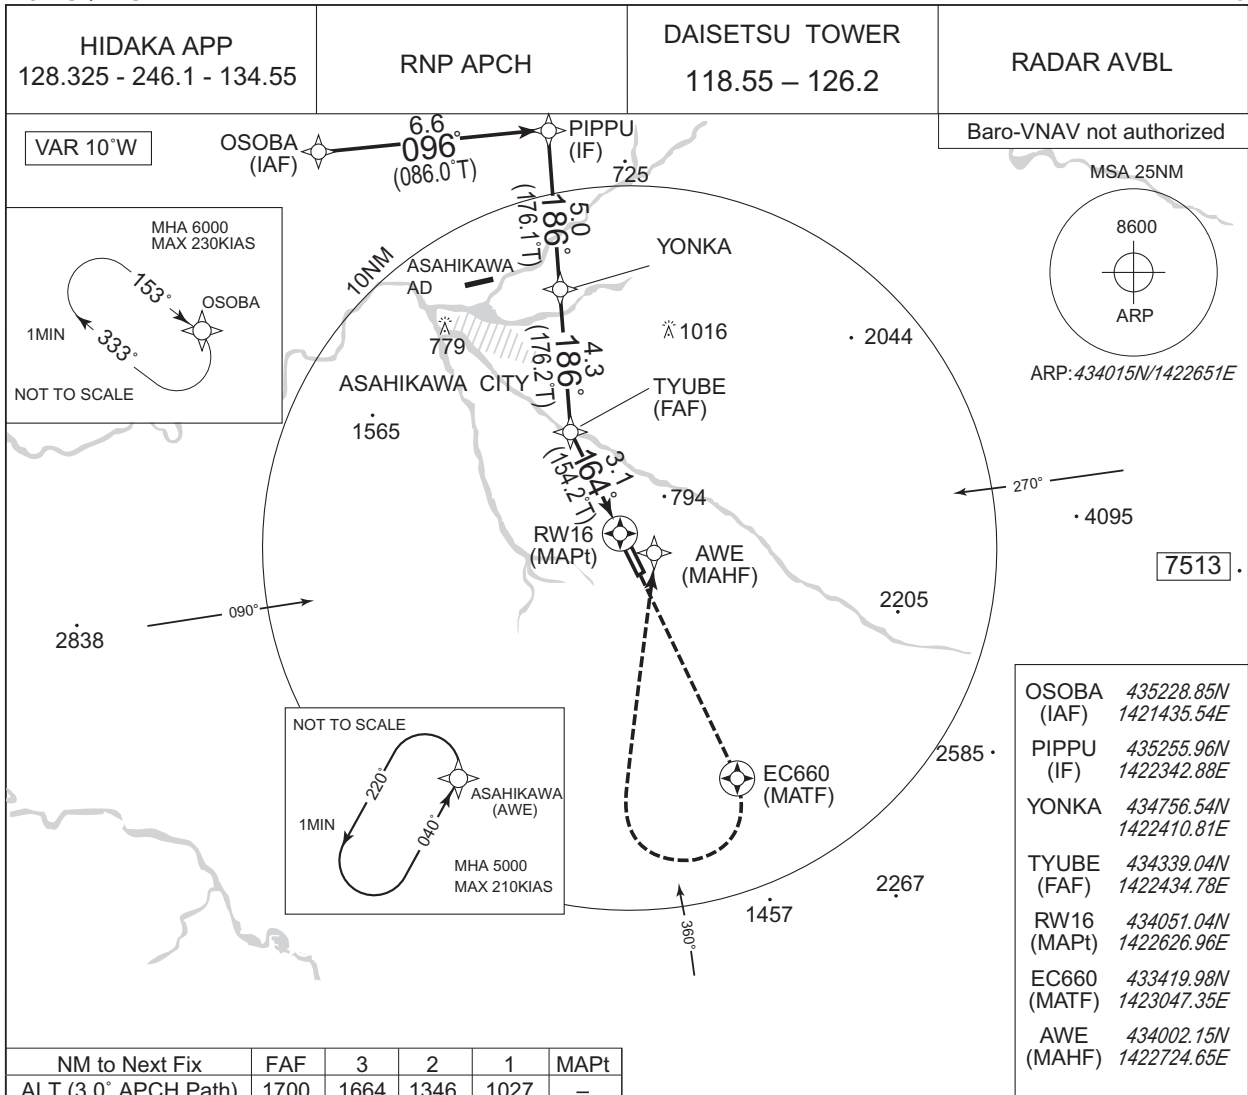 HIDAKA APP
128.325 - 246.1 - 134.55
RNP APCH
DAISETSU TOWER
118.55 – 126.2
RADAR AVBL
VAR 10˚W
Baro-VNAV not authorized
OSOBA
(IAF)
6.6
096˚
(086.0˚T)
PIPPU
(IF)
725
MSA 25NM
8600
ARP
ARP:434015N/1422651E
MHA 6000
MAX 230KIAS
153˚
OSOBA
1MIN
333˚
NOT TO SCALE
10NM
5.0
186˚
(176.1˚T)
ASAHIKAWA
AD
YONKA
779
1016
2044
4.3
186˚
(176.2˚T)
ASAHIKAWA CITY
TYUBE
(FAF)
1565
3.1
164˚
(154.2˚T)
794
270°
4095
RW16
(MAPt)
AWE
(MAHF)
7513
090°
2205
2838
NOT TO SCALE
220°
ASAHIKAWA
(AWE)
1MIN
040°
MHA 5000
MAX 210KIAS
2585
EC660
(MATF)
2267
1457
360°
OSOBA 435228.85N
(IAF) 1421435.54E
PIPPU 435255.96N
(IF) 1422342.88E
YONKA 434756.54N
1422410.81E
TYUBE 434339.04N
(FAF) 1422434.78E
RW16 434051.04N
(MAPt) 1422626.96E
EC660 433419.98N
(MATF) 1423047.35E
AWE 434002.15N
(MAHF) 1422724.65E
NM to Next Fix FAF 3 2 1 MAPt
ALT (3.0˚ APCH Path) 1700 1664 1346 1027 –